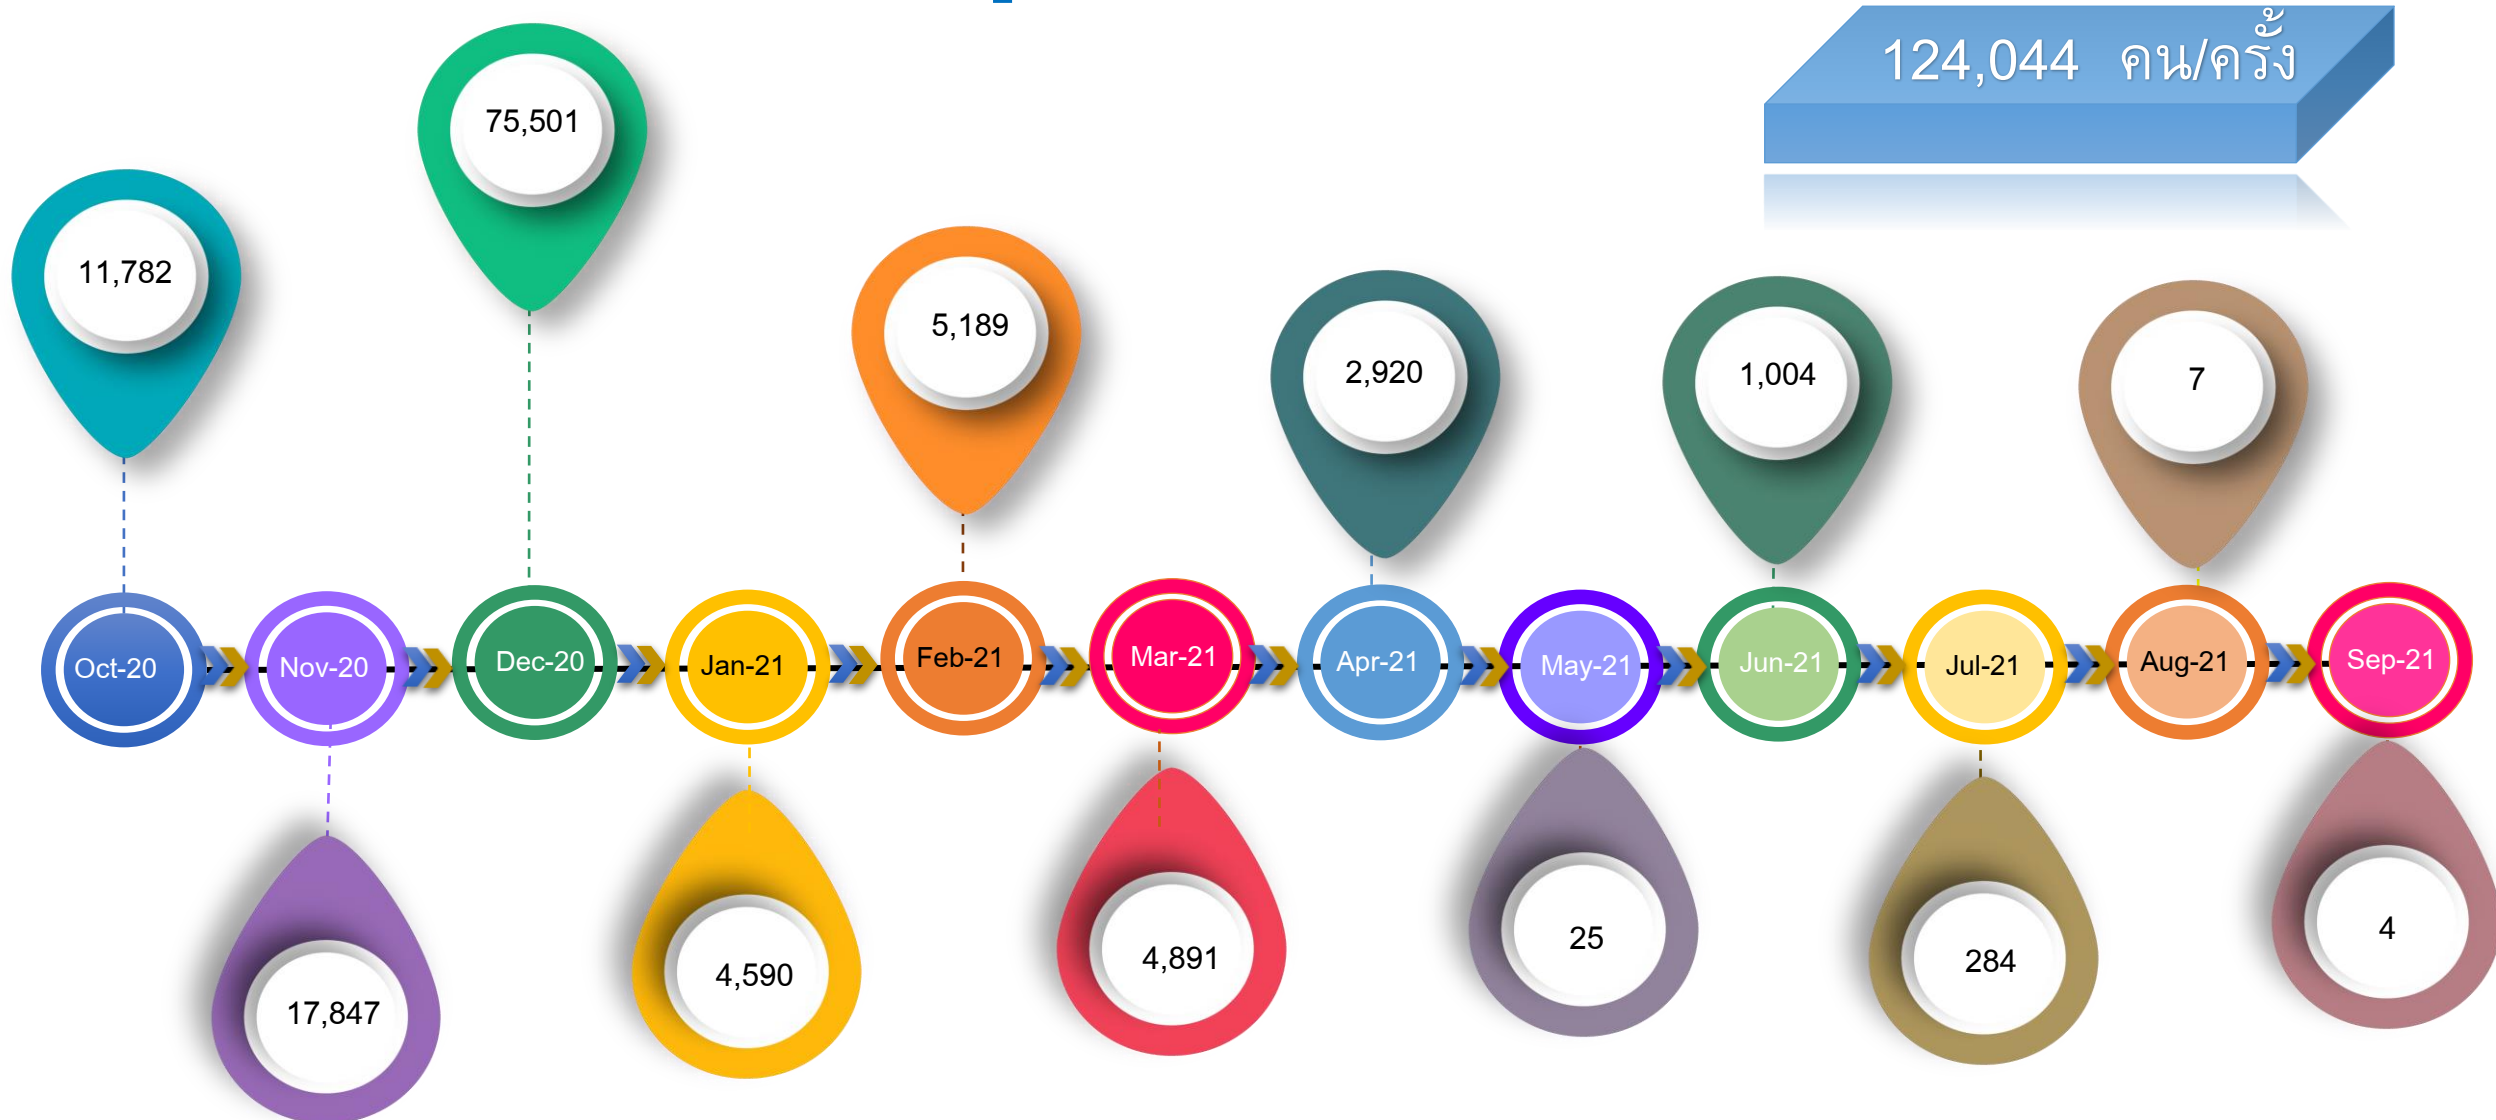 124,044 คน/ครั้ง
75,501
11,782
5,189
2,920
1,004
7
Oct-20
Nov-20
Dec-20
Jan-21
Feb-21
Mar-21
Apr-21
May-21
Jun-21
Jul-21
Aug-21
Sep-21
17,847
4,590
4,891
25
284
4